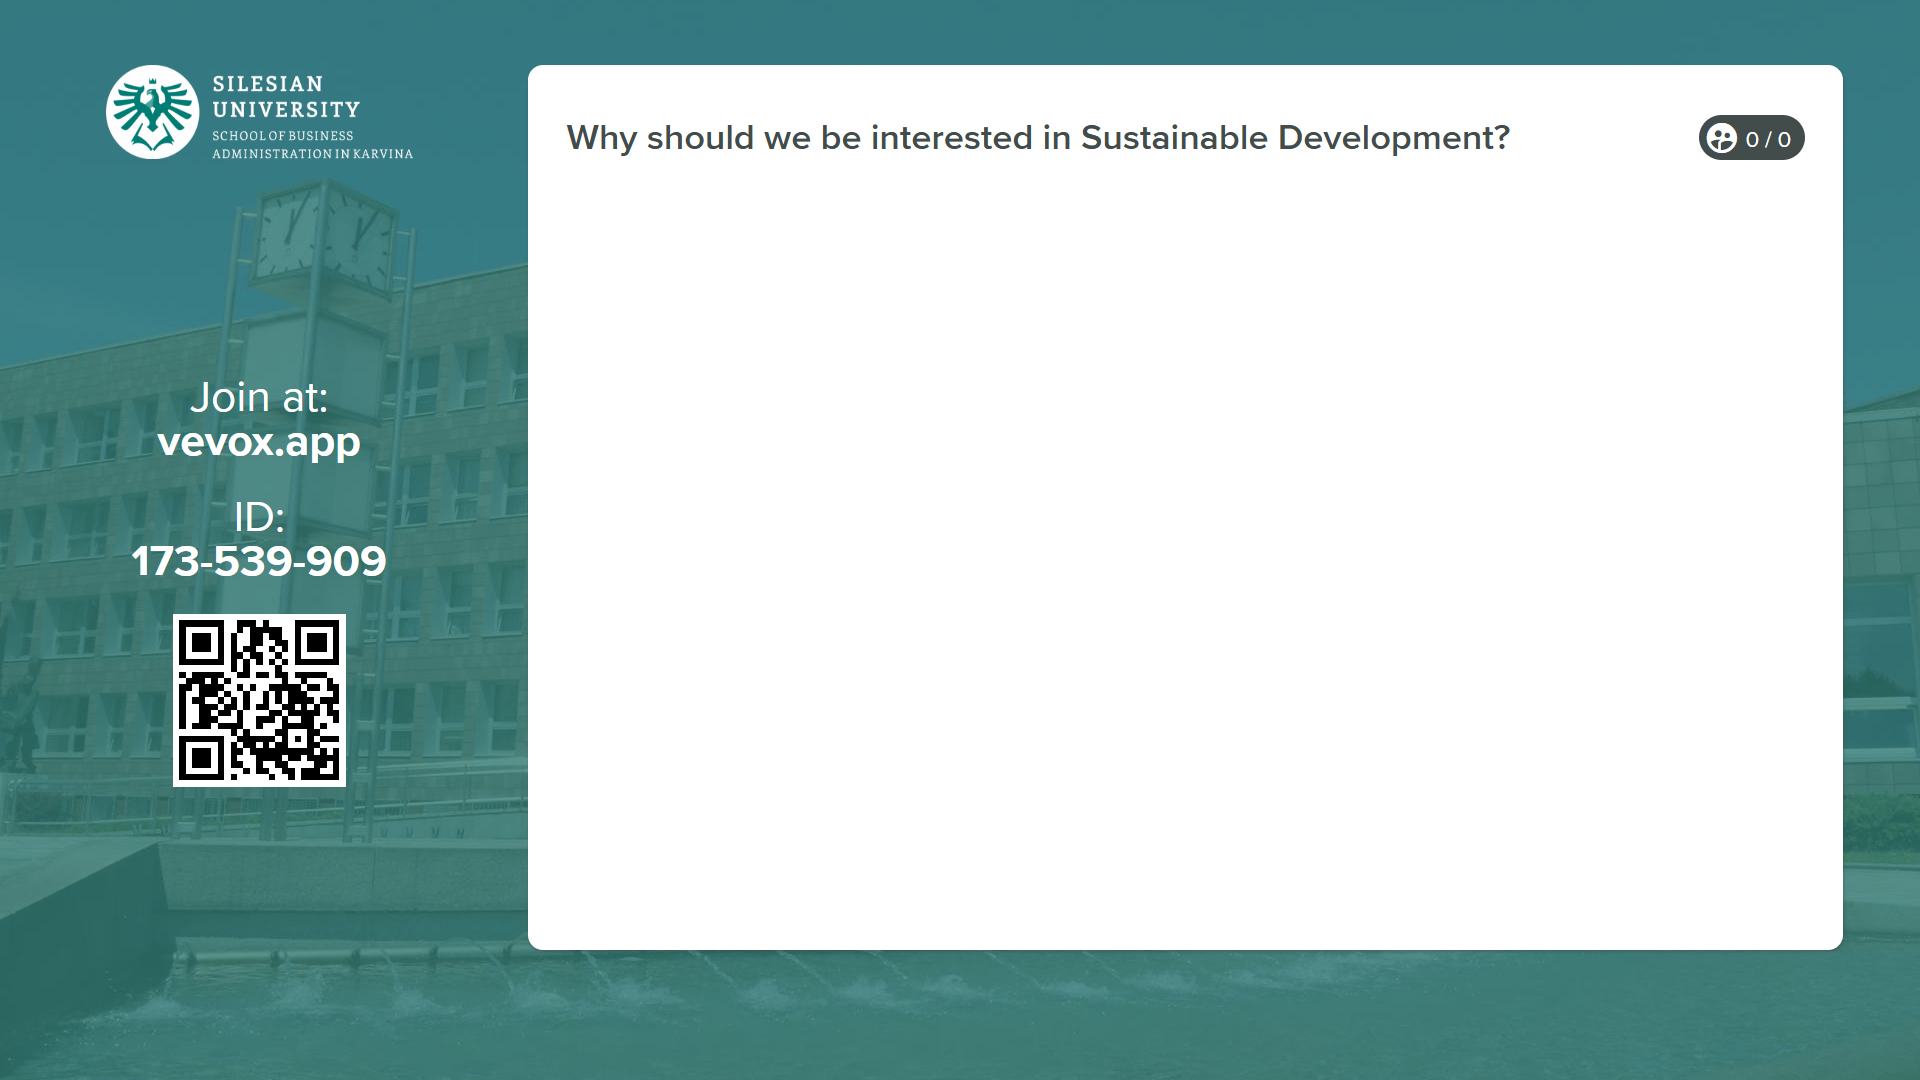 SILESIAN
UNIVERSITY
SCHOOL OF BUSINESS
ADMINISTRATION IN KARVINA
Join at:
vevox.app
ID:
173-539-909
Why should we be interested in Sustainable Development?
0 / 0